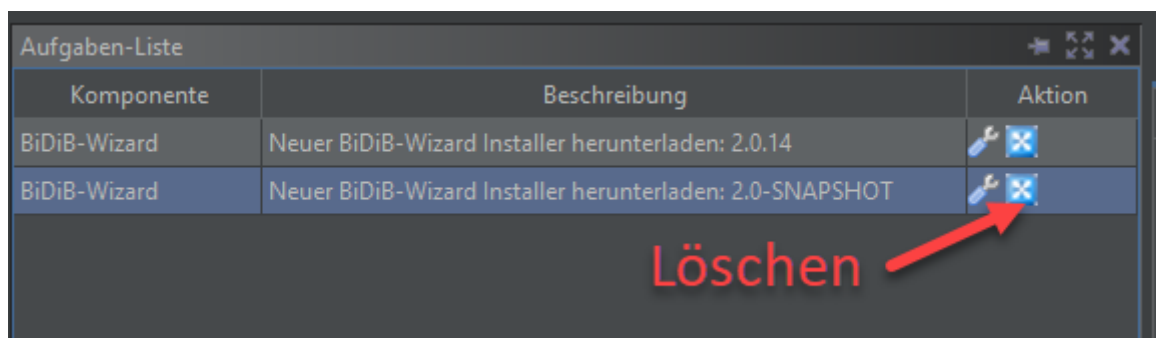 Aufgaben-Liste
Komponente Beschreibung Aktion
BiDiB-Wizard Neuer BiDiB-Wizard Installer herunterladen: 2.0.14
BiDiB-Wizard Neuer BiDiB-Wizard Installer herunterladen: 2.0-SNAPSHOT
Löschen